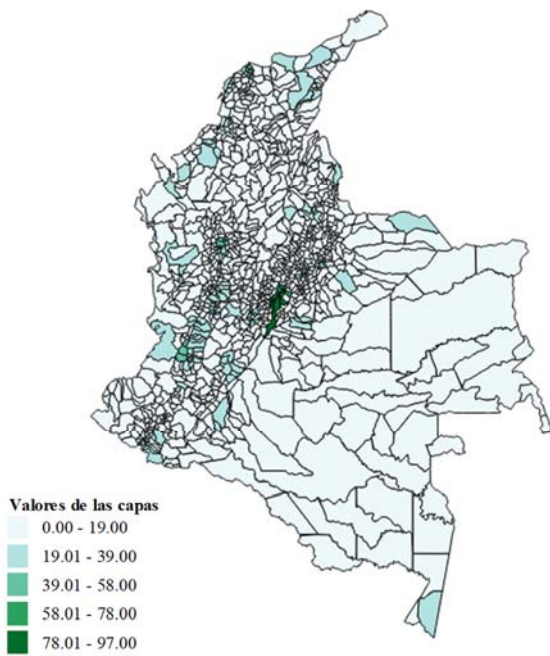 Valores de las capas
0.00 - 19.00
19.01 - 39.00
39.01 - 58.00
58.01 - 78.00
78.01 - 97.00